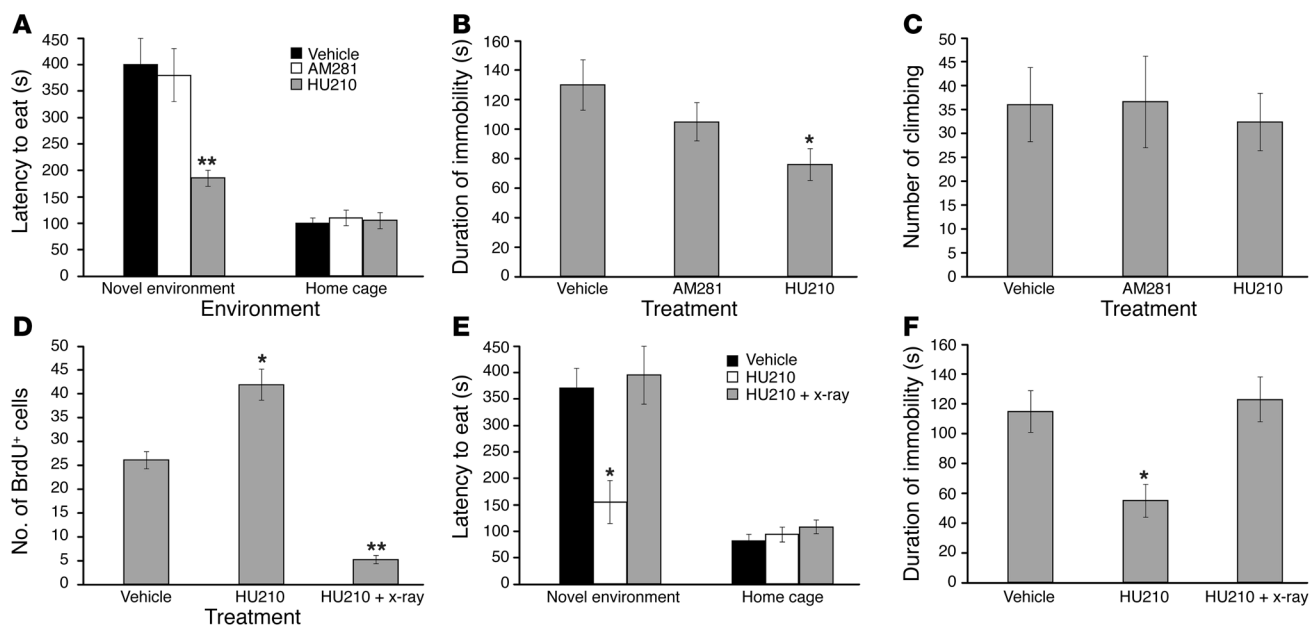 A
Latency to eat (s)
450
400
350
300
250
200
150
100
50
0
Vehicle
AM281
HU210
**
Novel environment
Home cage
Environment
B
Duration of immobility (s)
160
140
120
100
80
60
40
20
0
*
Vehicle
AM281
HU210
Treatment
C
Number of climbing
50
45
40
35
30
25
20
15
10
5
0
Vehicle
AM281
HU210
Treatment
D
No. of BrdU+ cells
50
45
40
35
30
25
20
15
10
5
0
*
**
Vehicle
HU210
HU210 + x-ray
Treatment
E
Latency to eat (s)
450
400
350
300
250
200
150
100
50
0
Vehicle
HU210
HU210 + x-ray
*
Novel environment
Home cage
F
Duration of immobility (s)
160
140
120
100
80
60
40
20
0
*
Vehicle
HU210
HU210 + x-ray